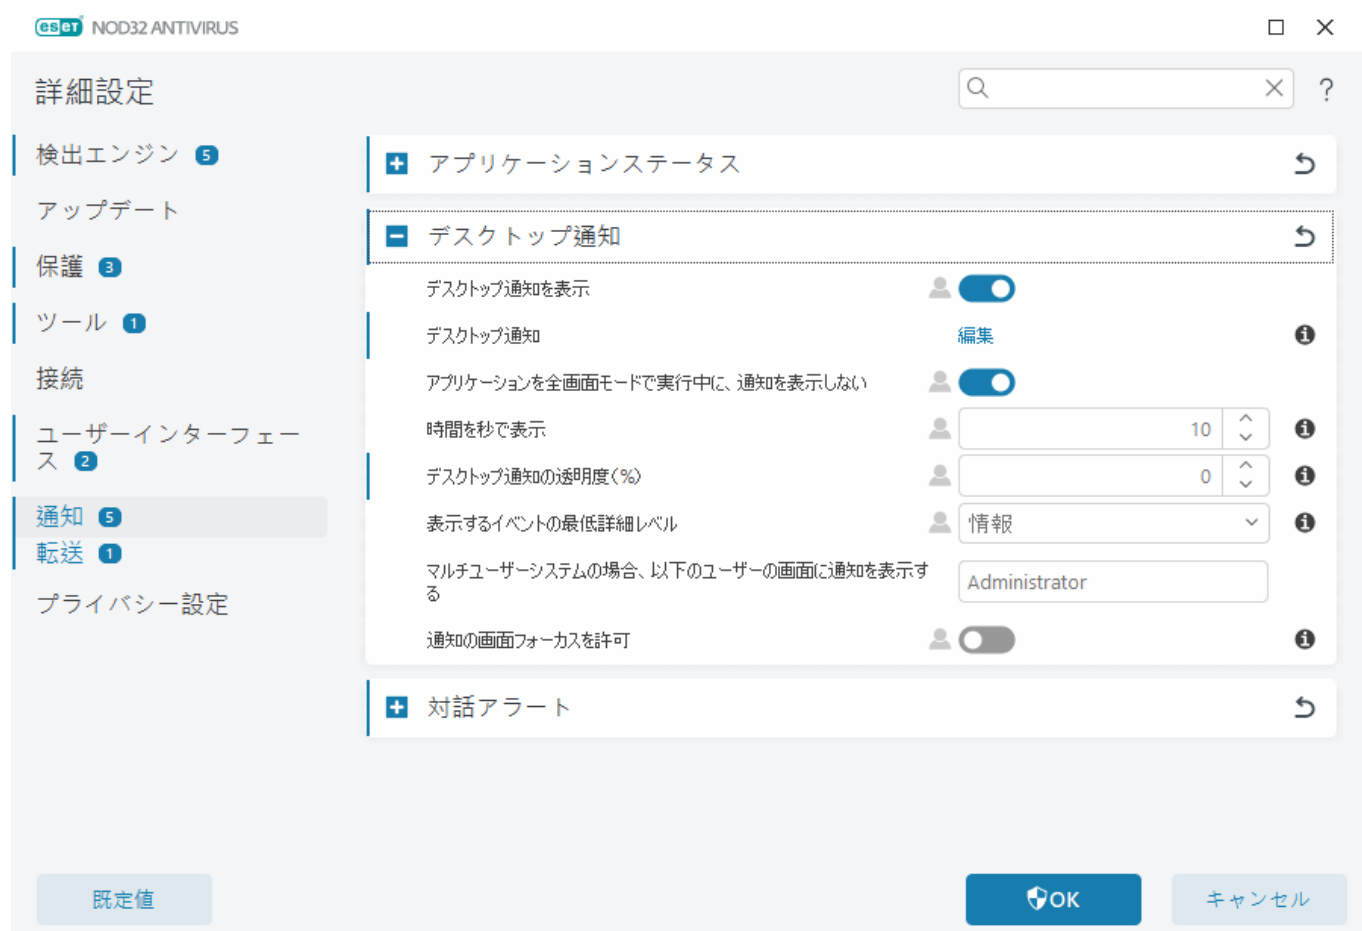 eset NOD32 ANTIVIRUS
詳細設定
?
検出エンジン 5
アップデート
保護 3
ツール 1
接続
ユーザーインターフェー
ス 2
通知 5
転送 1
プライバシー設定
アプリケーションステータス
デスクトップ通知
デスクトップ通知を表示
デスクトップ通知 編集
アプリケーションを全画面モードで実行中に、通知を表示しない
時間を秒で表示 10
デスクトップ通知の透明度(%) 0
表示するイベントの最低詳細レベル 情報
マルチユーザーシステムの場合、以下のユーザーの画面に通知を表示す
る
Administrator
通知の画面フォーカスを許可
対話アラート
既定値
OK
キャンセル